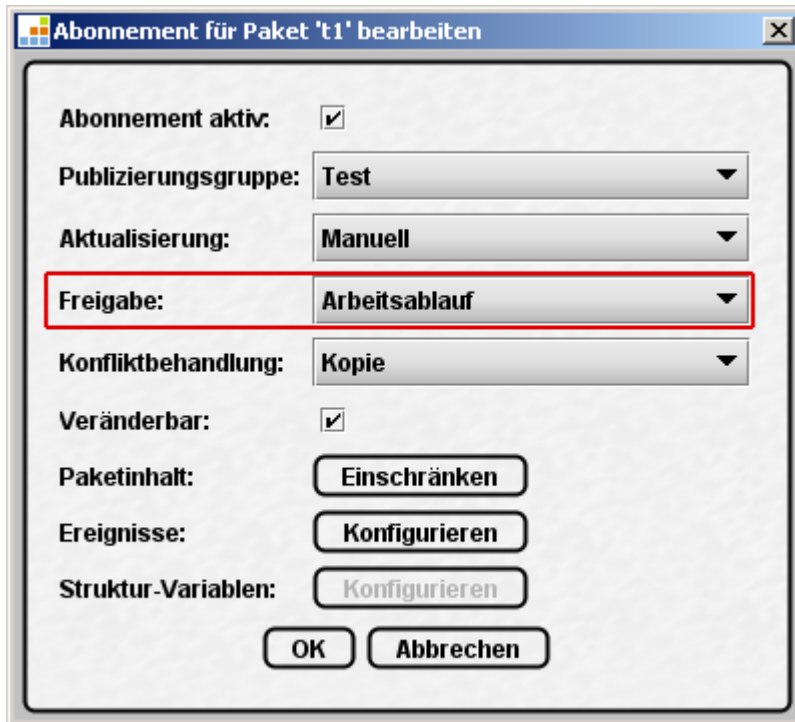 Abonnement für Paket 't1' bearbeiten
Abonnement aktiv:
Publizierungsgruppe: Test
Aktualisierung: Manuell
Freigabe: Arbeitsablauf
Konfliktbehandlung: Kopie
Veränderbar:
Paketinhalt: Einschränken
Ereignisse: Konfigurieren
Struktur-Variablen: Konfigurieren
OK Abbrechen